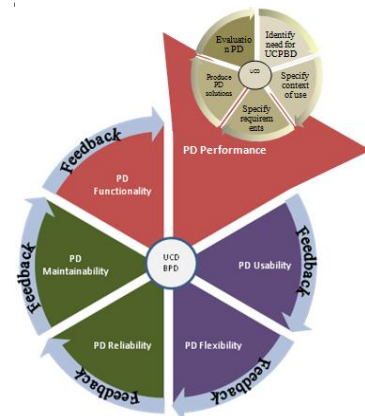 Evaluatio
n PD
Identify
need for
UCPBD
Specify
context
of use
Specify
requirem
ents
Produce
PD
solutions
UCD
PD Performance
Feedback
PD
Functionality
PD
Maintainability
Feedback
UCD
BPD
PD Usability
Feedback
PD Reliability
PD Flexibility
Feedback
Feedback